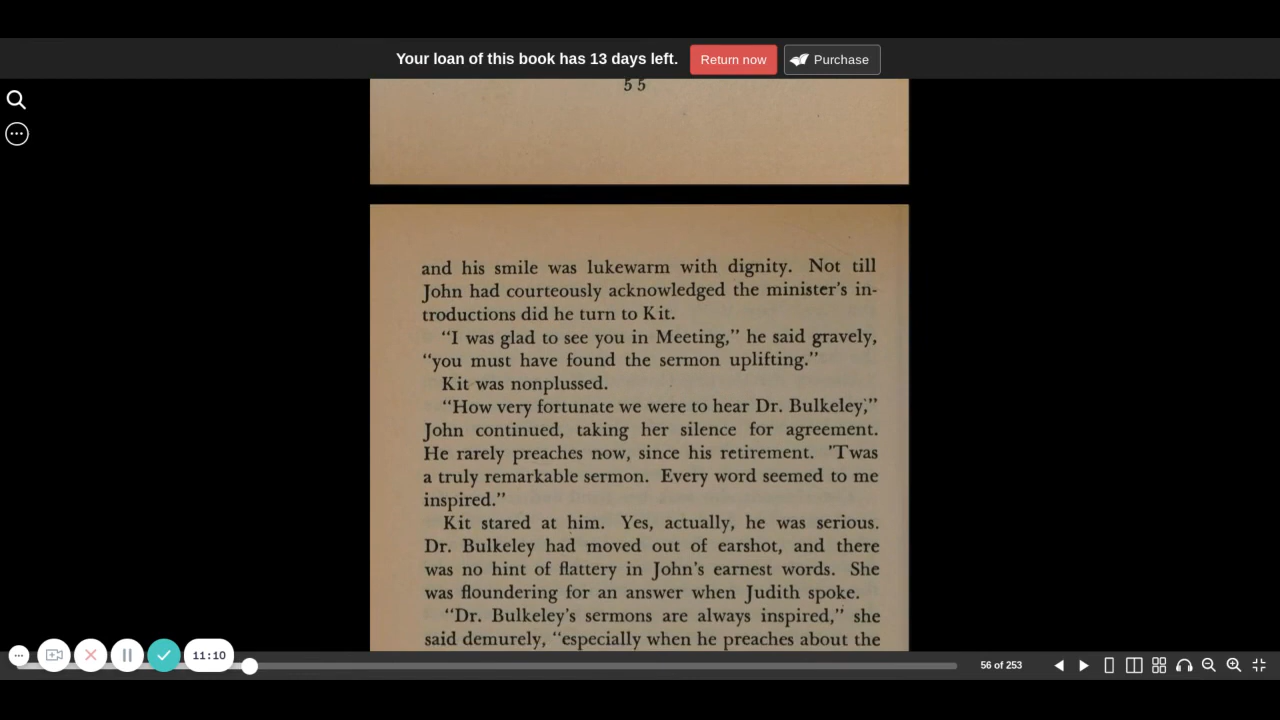 Your loan of this book has 13 days left. Return now Purchase
55
and his smile was lukewarm with dignity. Not till
John had courteously acknowledged the minister's in-
troductions did he turn to Kit.
"I was glad to see you in Meeting," he said gravely,
"you must have found the sermon uplifting."
Kit was nonplussed.
"How very fortunate we were to hear Dr. Bulkeley,"
John continued, taking her silence for agreement.
He rarely preaches now, since his retirement. 'Twas
a truly remarkable sermon. Every word seemed to me
inspired."
Kit stared at him. Yes, actually, he was serious.
Dr. Bulkeley had moved out of earshot, and there
was no hint of flattery in John's earnest words. She
was floundering for an answer when Judith spoke.
"Dr. Bulkeley's sermons are always inspired," she
said demurely, "especially when he preaches about the
11:10
56 of 253